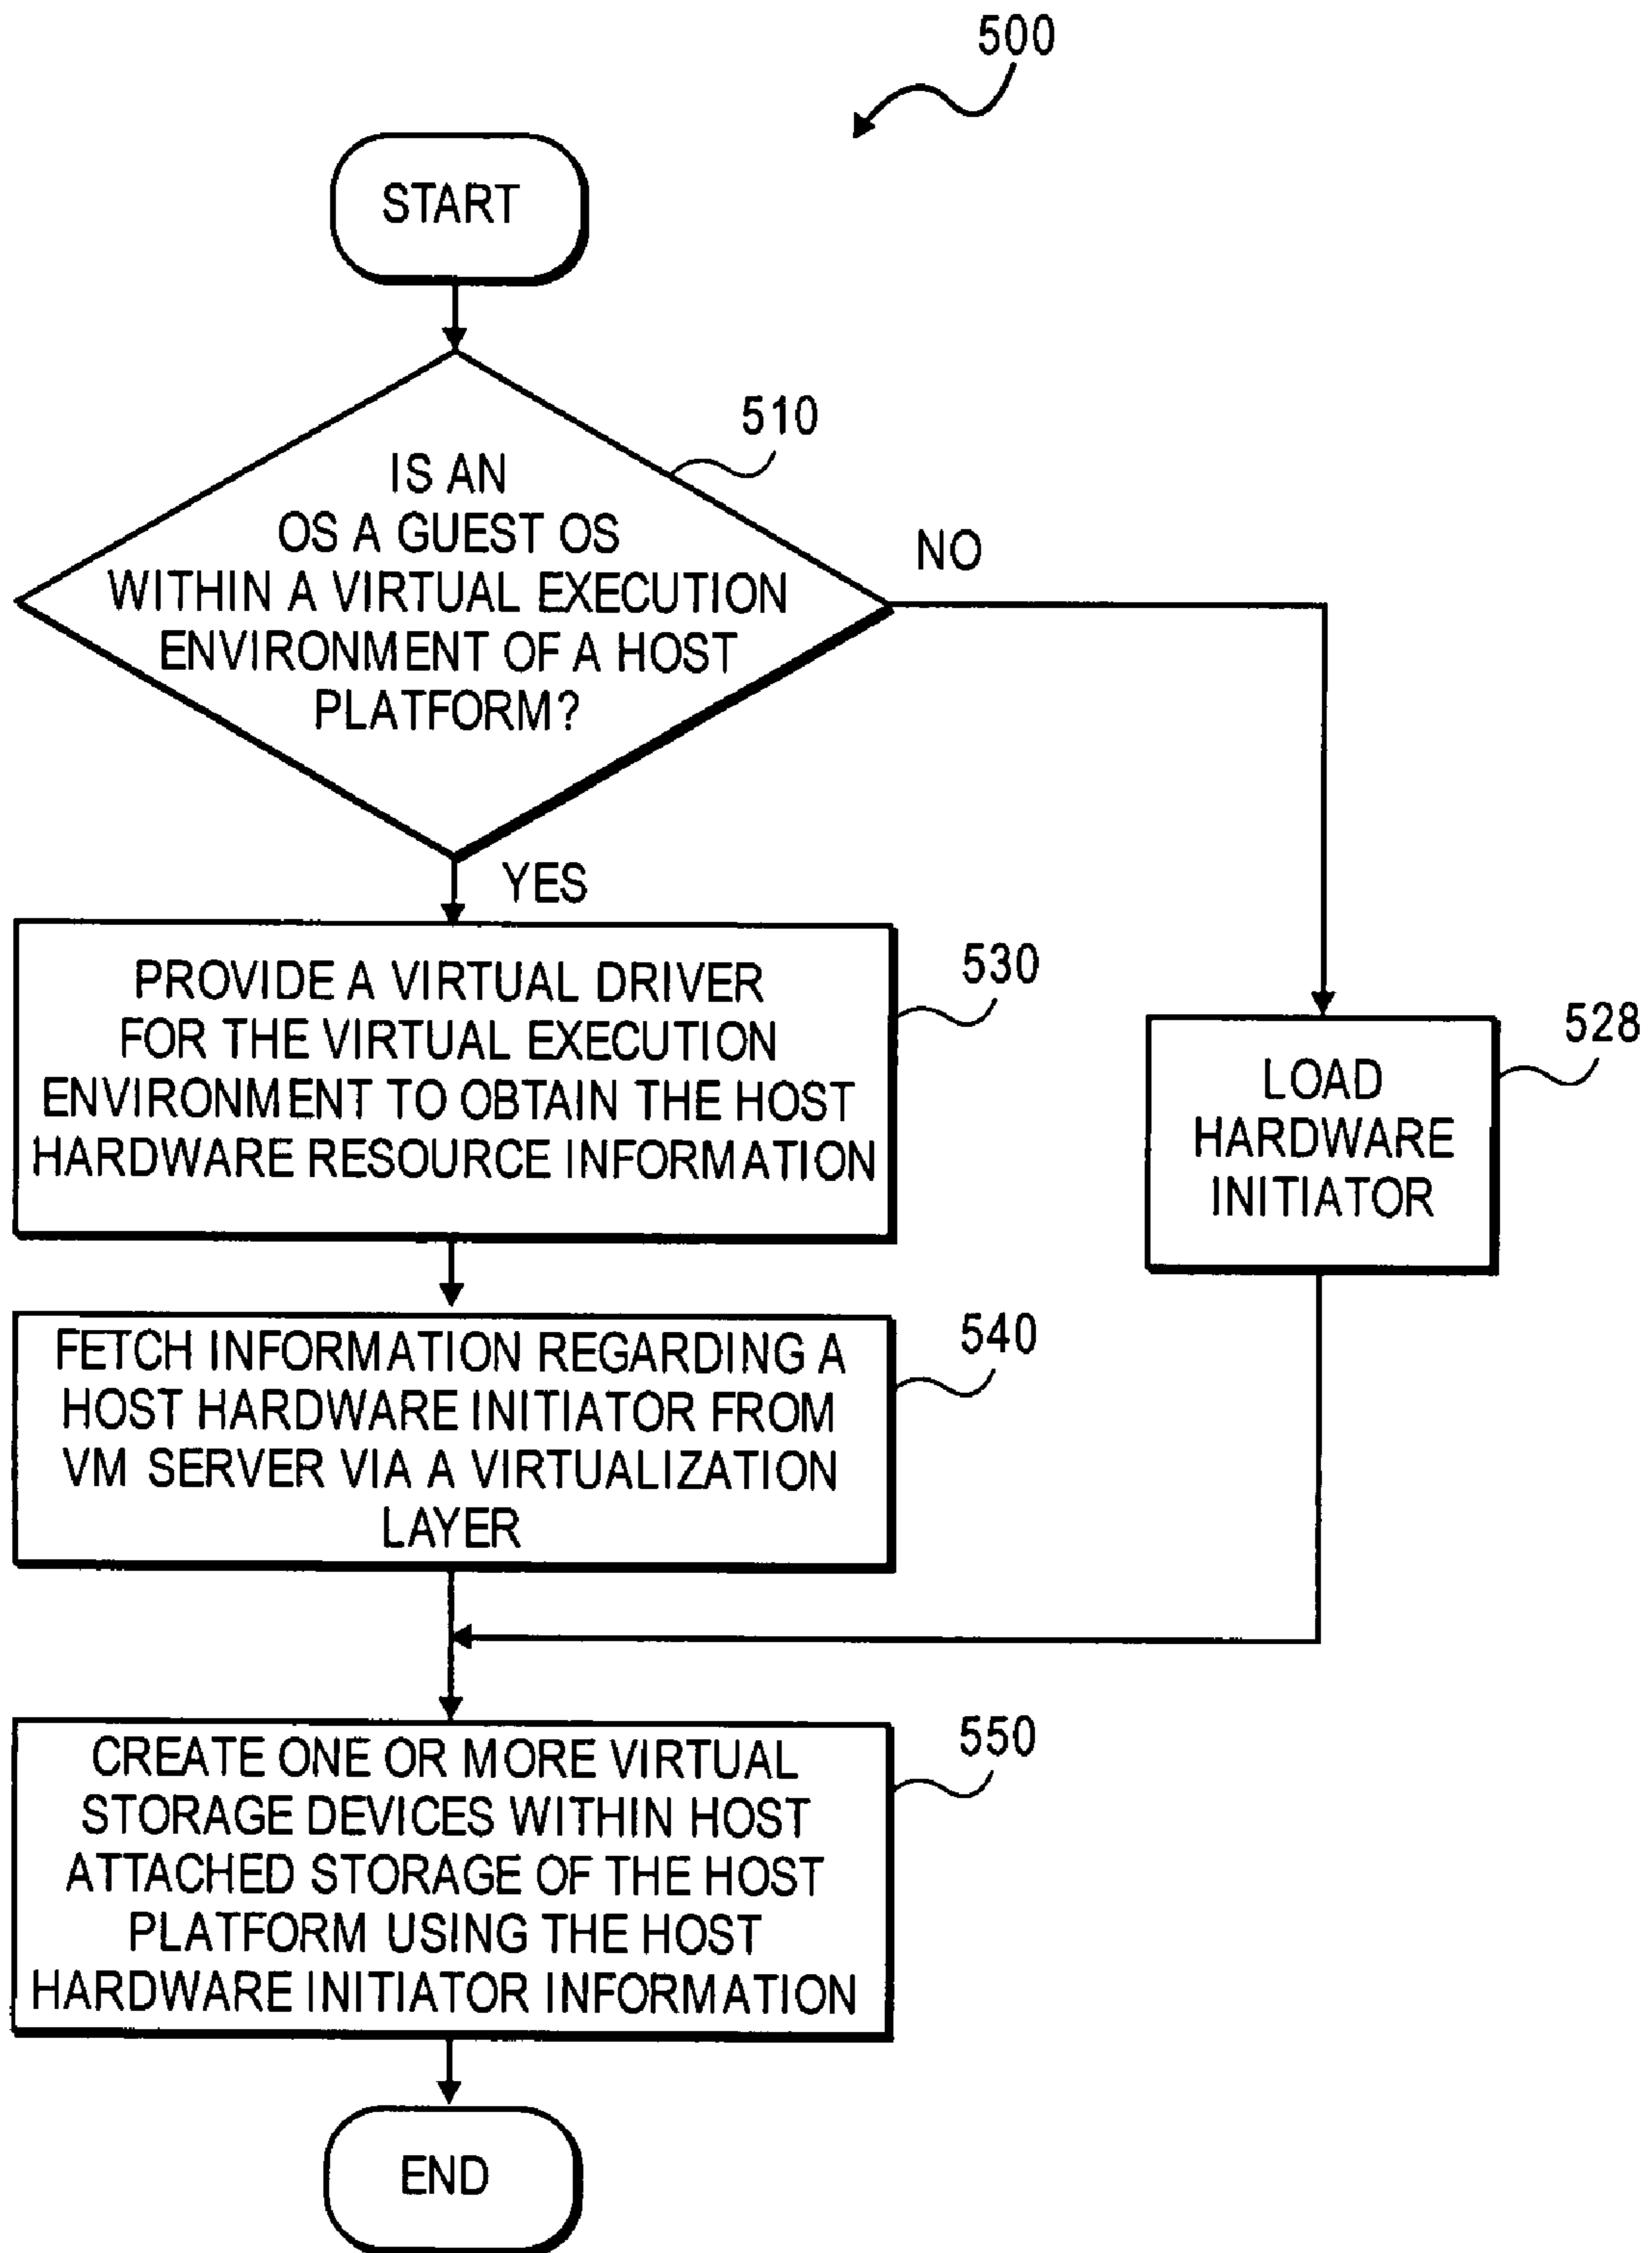 500
START
510
IS AN
OS A GUEST OS
WITHIN A VIRTUAL EXECUTION
ENVIRONMENT OF A HOST
PLATFORM?
NO
YES
PROVIDE A VIRTUAL DRIVER
FOR THE VIRTUAL EXECUTION
ENVIRONMENT TO OBTAIN THE HOST
HARDWARE RESOURCE INFORMATION
530
LOAD
HARDWARE
INITIATOR
528
FETCH INFORMATION REGARDING A
HOST HARDWARE INITIATOR FROM
VM SERVER VIA A VIRTUALIZATION
LAYER
540
CREATE ONE OR MORE VIRTUAL
STORAGE DEVICES WITHIN HOST
ATTACHED STORAGE OF THE HOST
PLATFORM USING THE HOST
HARDWARE INITIATOR INFORMATION
550
END